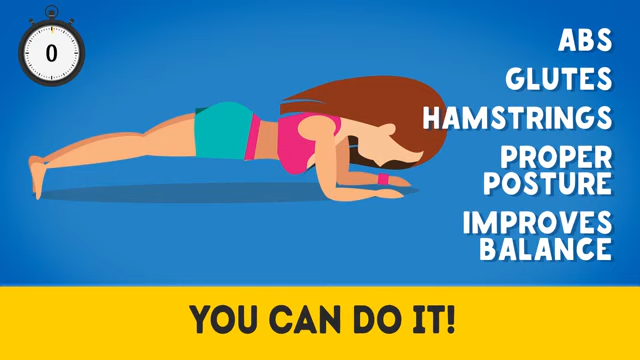 0
ABS
GLUTES
HAMSTRINGS
PROPER
POSTURE
IMPROVES
BALANCE
YOU CAN DO IT!